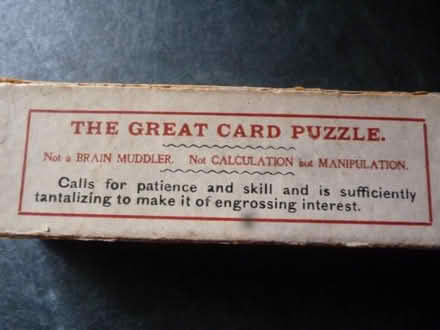 THE GREAT CARD PUZZLE.
Not a BRAIN MUDDLER. Not CALCULATION but MANIPULATION.
Calls for patience and skill and is sufficiently
tantalizing to make it of engrossing interest.